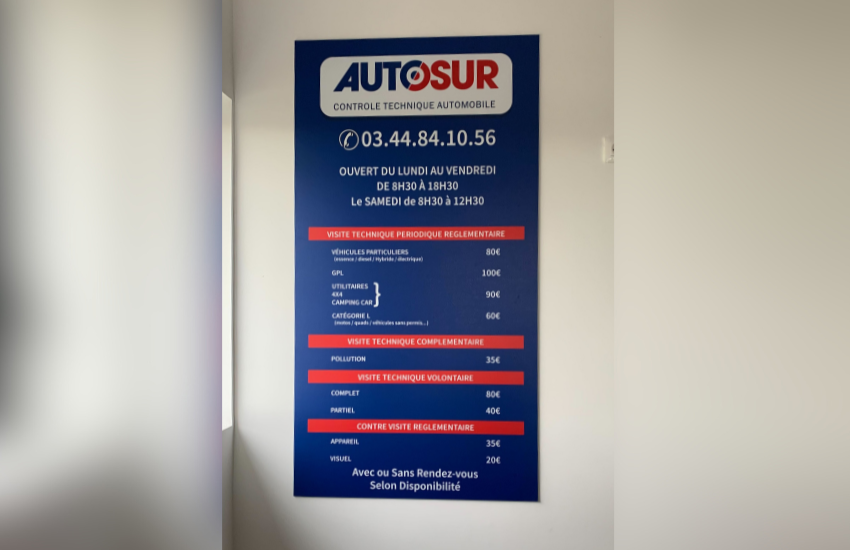 AUTOSUR
CONTROLE TECHNIQUE AUTOMOBILE
✆03.44.84.10.56
OUVERT DU LUNDI AU VENDREDI
DE 8H30 À 18H30
Le SAMEDI de 8H30 à 12H30
VISITE TECHNIQUE PERIODIQUE REGLEMENTAIRE
VÉHICULES PARTICULIERS 80€
(essence / diesel / Hybride / électrique)
GPL 100€
UTILITAIRES
4X4 } 90€
CAMPING CAR
CATÉGORIE L 60€
(motos / quads / véhicules sans permis...)
VISITE TECHNIQUE COMPLEMENTAIRE
POLLUTION 35€
VISITE TECHNIQUE VOLONTAIRE
COMPLET 80€
PARTIEL 40€
CONTRE VISITE REGLEMENTAIRE
APPAREIL 35€
VISUEL 20€
Avec ou Sans Rendez-vous
Selon Disponibilité